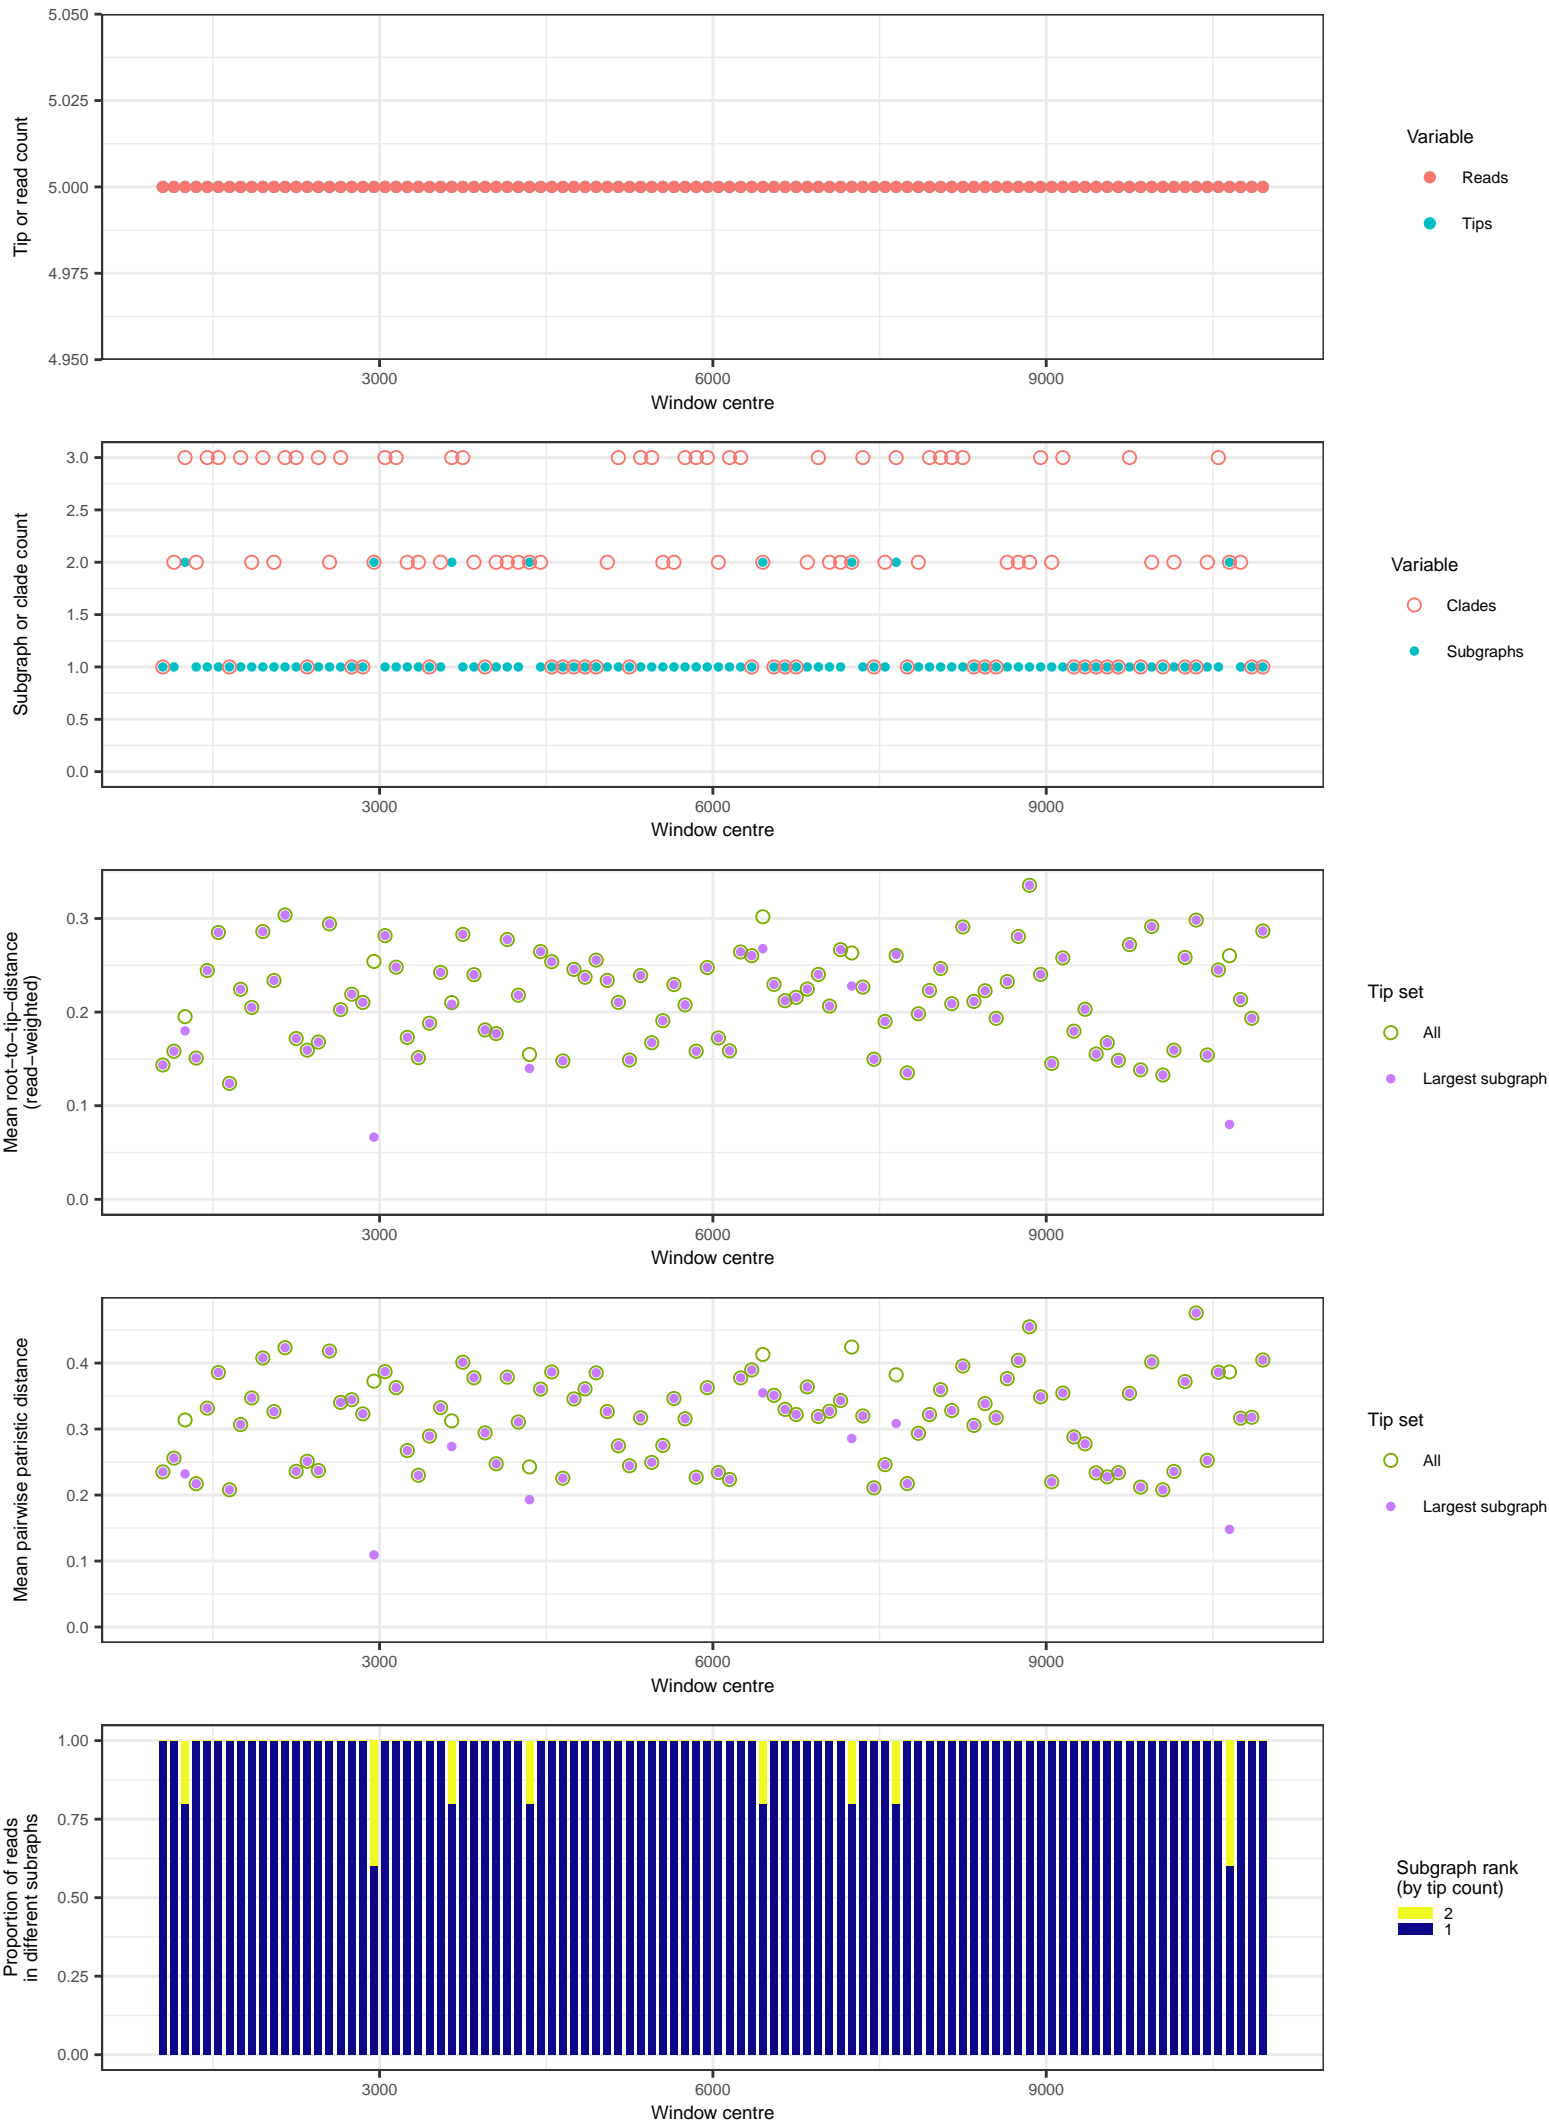 5.050
5.025
5.000
4.975
4.950
Tip or read count
3000 6000 9000
Window centre
Variable
Reads
Tips
3.0
2.5
2.0
1.5
1.0
0.5
0.0
Subgraph or clade count
3000 6000 9000
Window centre
Variable
Clades
Subgraphs
0.3
0.2
0.1
0.0
Mean root−to−tip−distance
(read−weighted)
3000 6000 9000
Window centre
Tip set
All
Largest subgraph
0.4
0.3
0.2
0.1
0.0
Mean pairwise patristic distance
3000 6000 9000
Window centre
Tip set
All
Largest subgraph
1.00
0.75
0.50
0.25
0.00
Proportion of reads
in different subraphs
3000 6000 9000
Window centre
Subgraph rank
(by tip count)
2
1